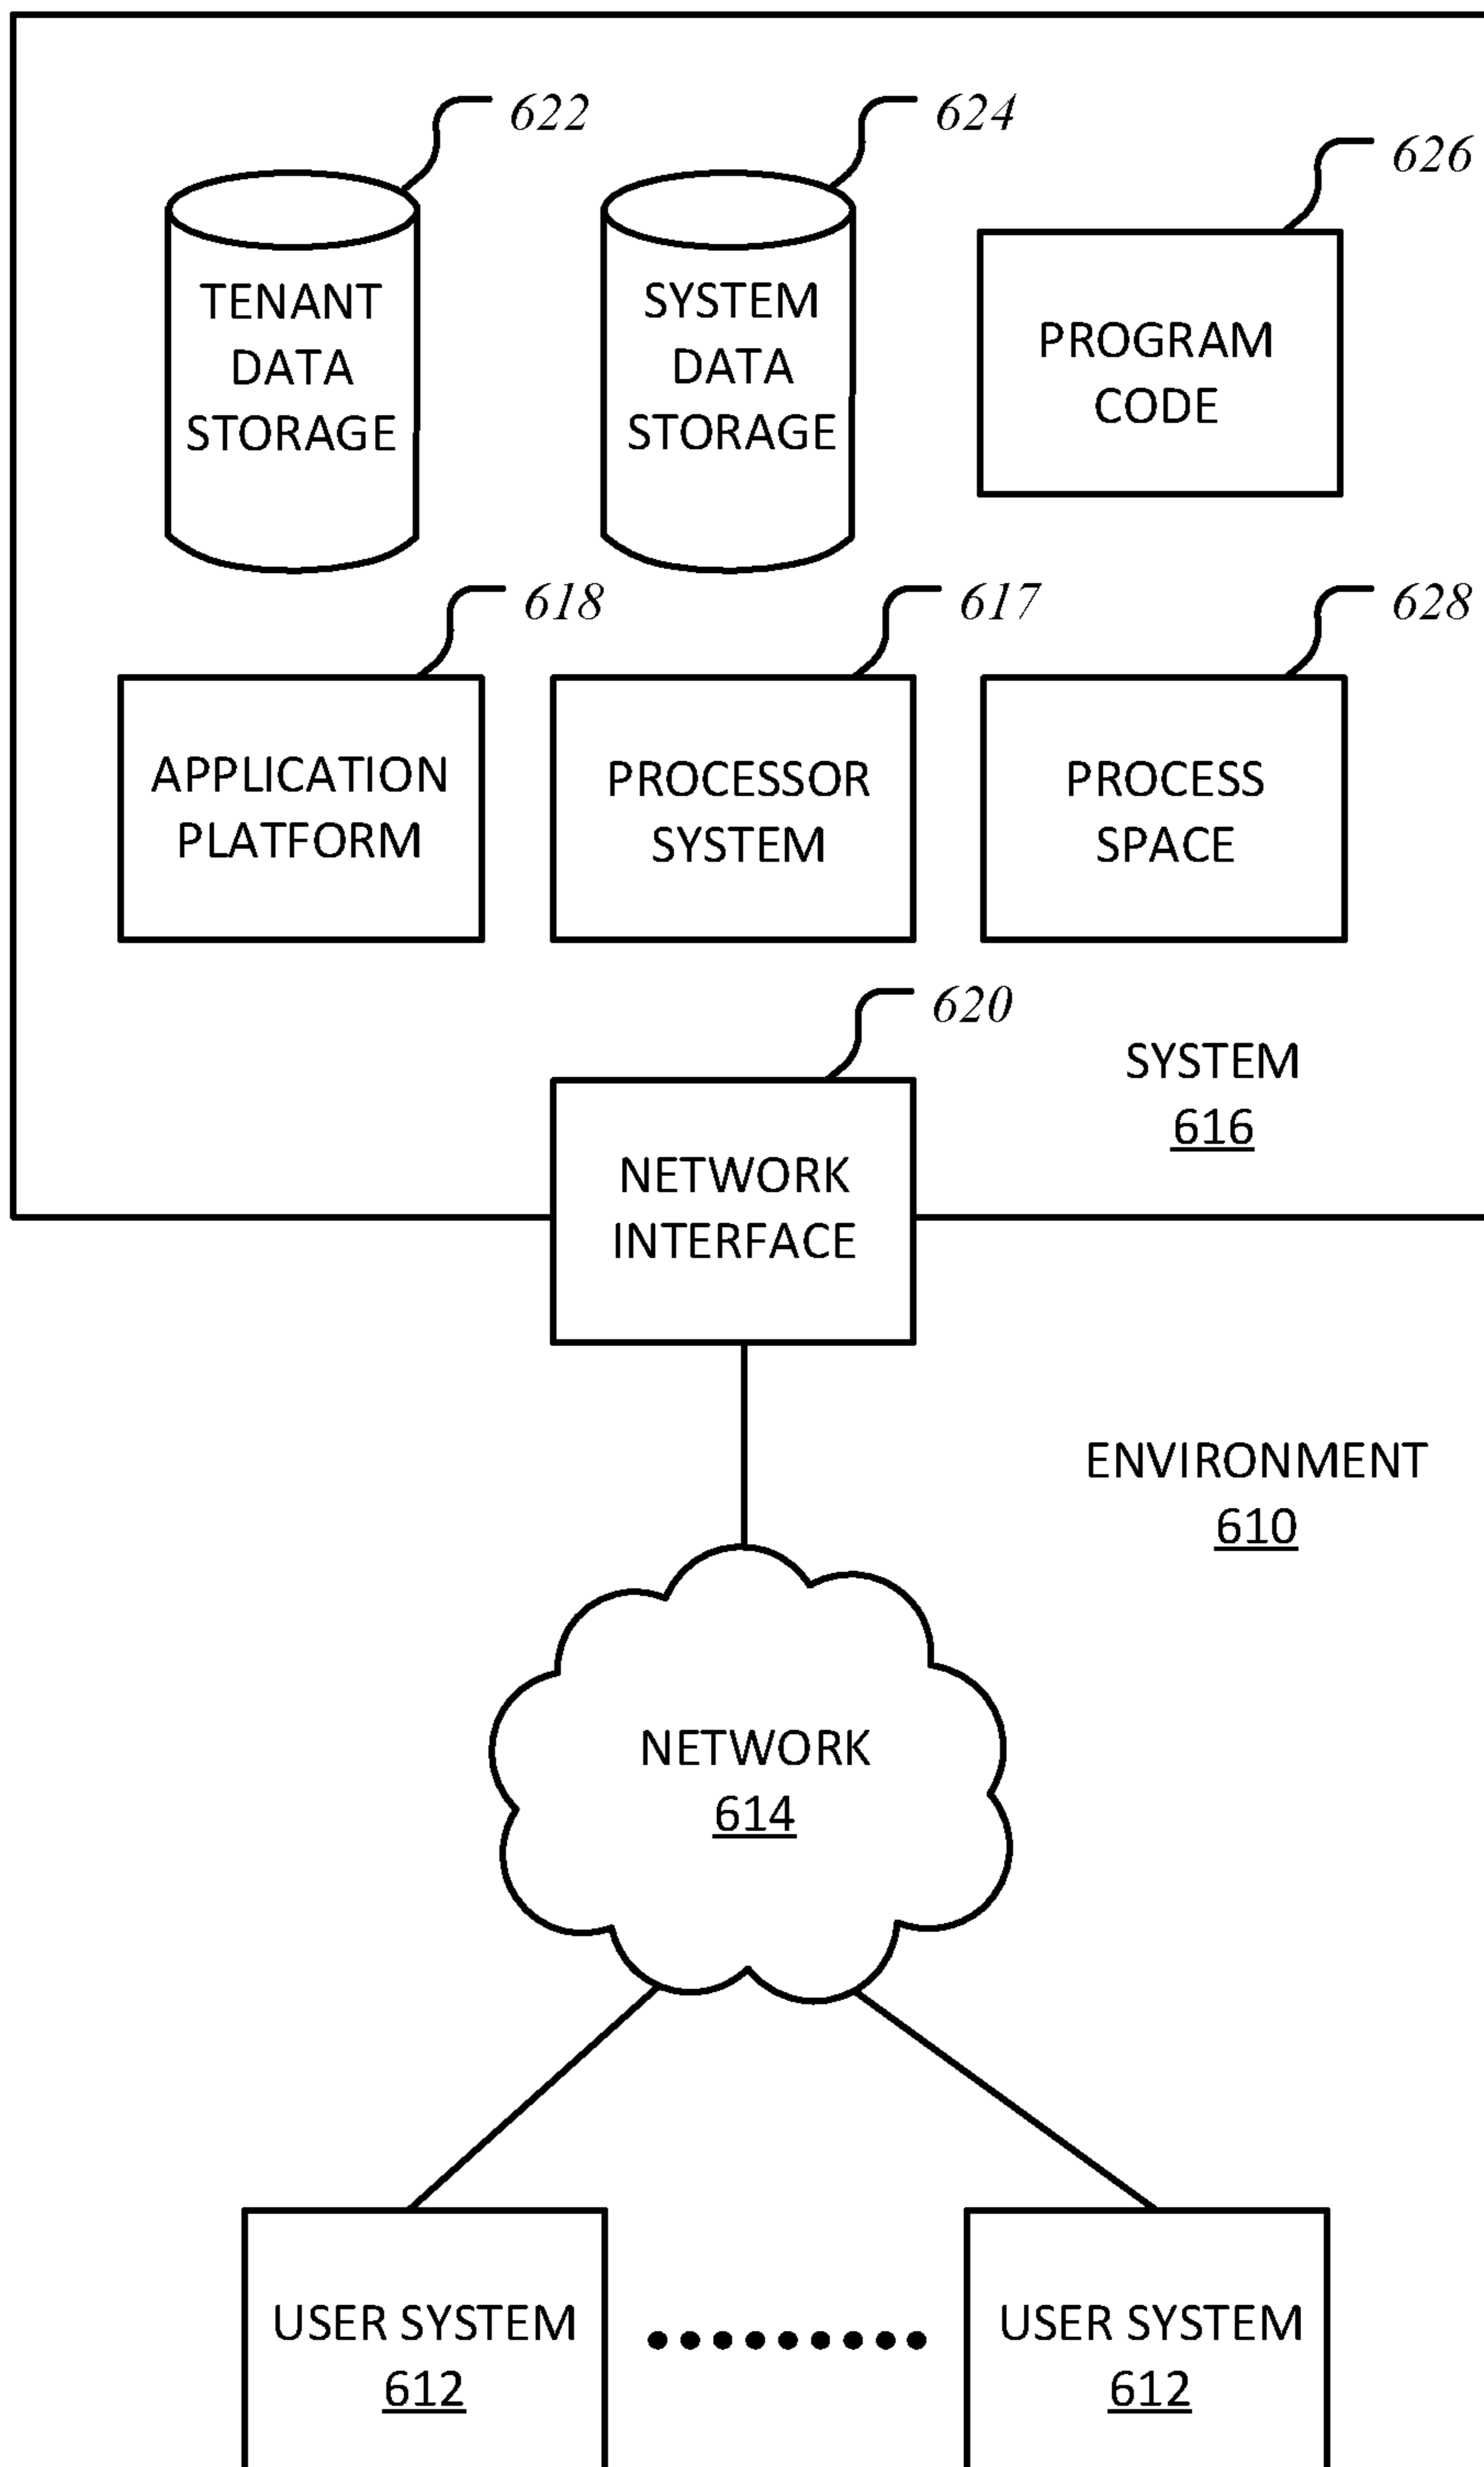 622
624
626
TENANT
DATA
STORAGE
SYSTEM
DATA
STORAGE
PROGRAM
CODE
618
617
628
APPLICATION
PLATFORM
PROCESSOR
SYSTEM
PROCESS
SPACE
620
SYSTEM
616
NETWORK
INTERFACE
ENVIRONMENT
610
NETWORK
614
USER SYSTEM
612
USER SYSTEM
612